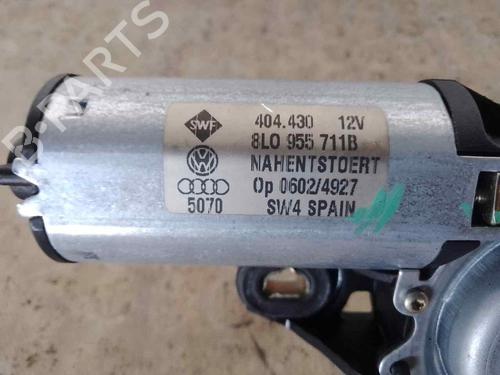 B-PARTS
SWF 404.430 12V
8L0 955 711B
NAHENTSTOERT
Op 0602/4927
5070 SW4 SPAIN